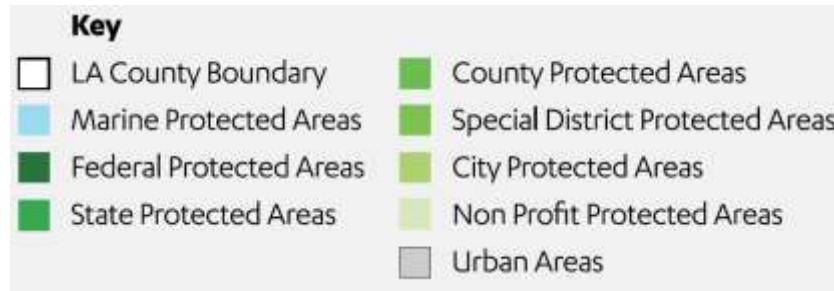 Key
LA County Boundary
Marine Protected Areas
Federal Protected Areas
State Protected Areas
County Protected Areas
Special District Protected Areas
City Protected Areas
Non Profit Protected Areas
Urban Areas